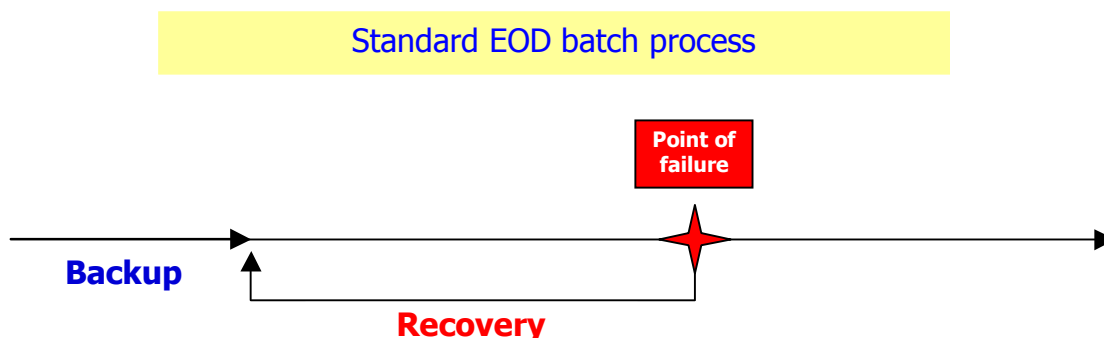 Standard EOD batch process
Point of
failure
Backup
Recovery